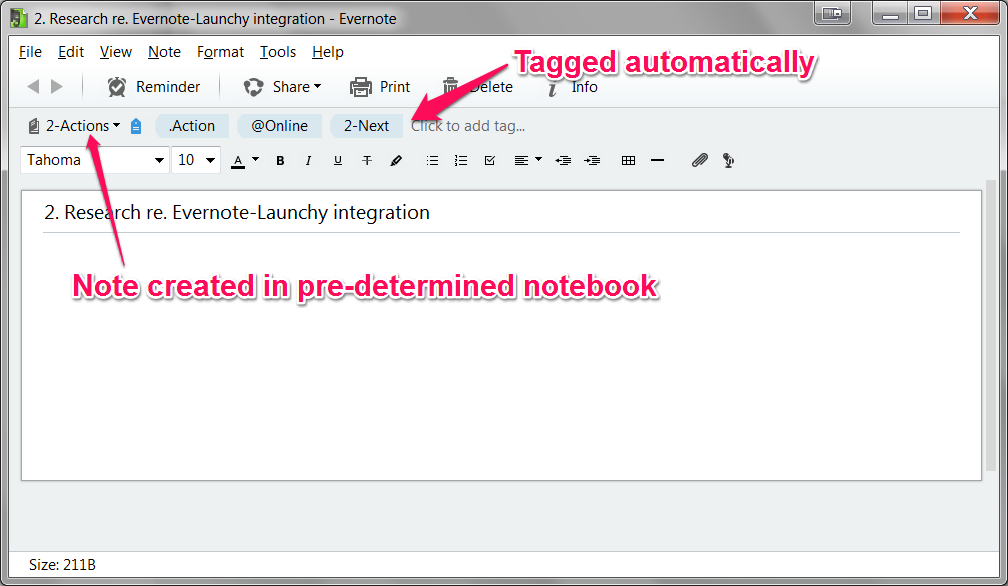 2. Research re. Evernote-Launchy integration - Evernote
File Edit View Note Format Tools Help
Tagged automatically
Reminder Share Print Delete Info
2-Actions .Action @Online 2-Next Click to add tag...
Tahoma 10 A B I U T
2. Research re. Evernote-Launchy integration
Note created in pre-determined notebook
Size: 211B